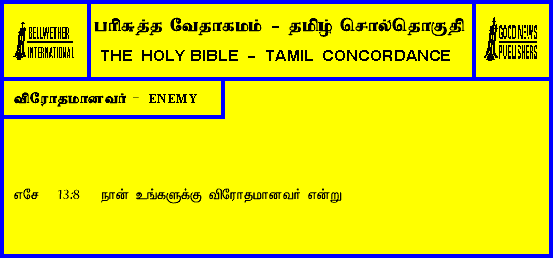 BELLWETHER
INTERNATIONAL
பரிசுத்த வேதாகமம் - தமிழ் சொல்தொகுதி
THE HOLY BIBLE - TAMIL CONCORDANCE
GOOD NEWS
PUBLISHERS
விரோதமானவர் - ENEMY
எசே 13:8 நான் உங்களுக்கு விரோதமானவர் என்று